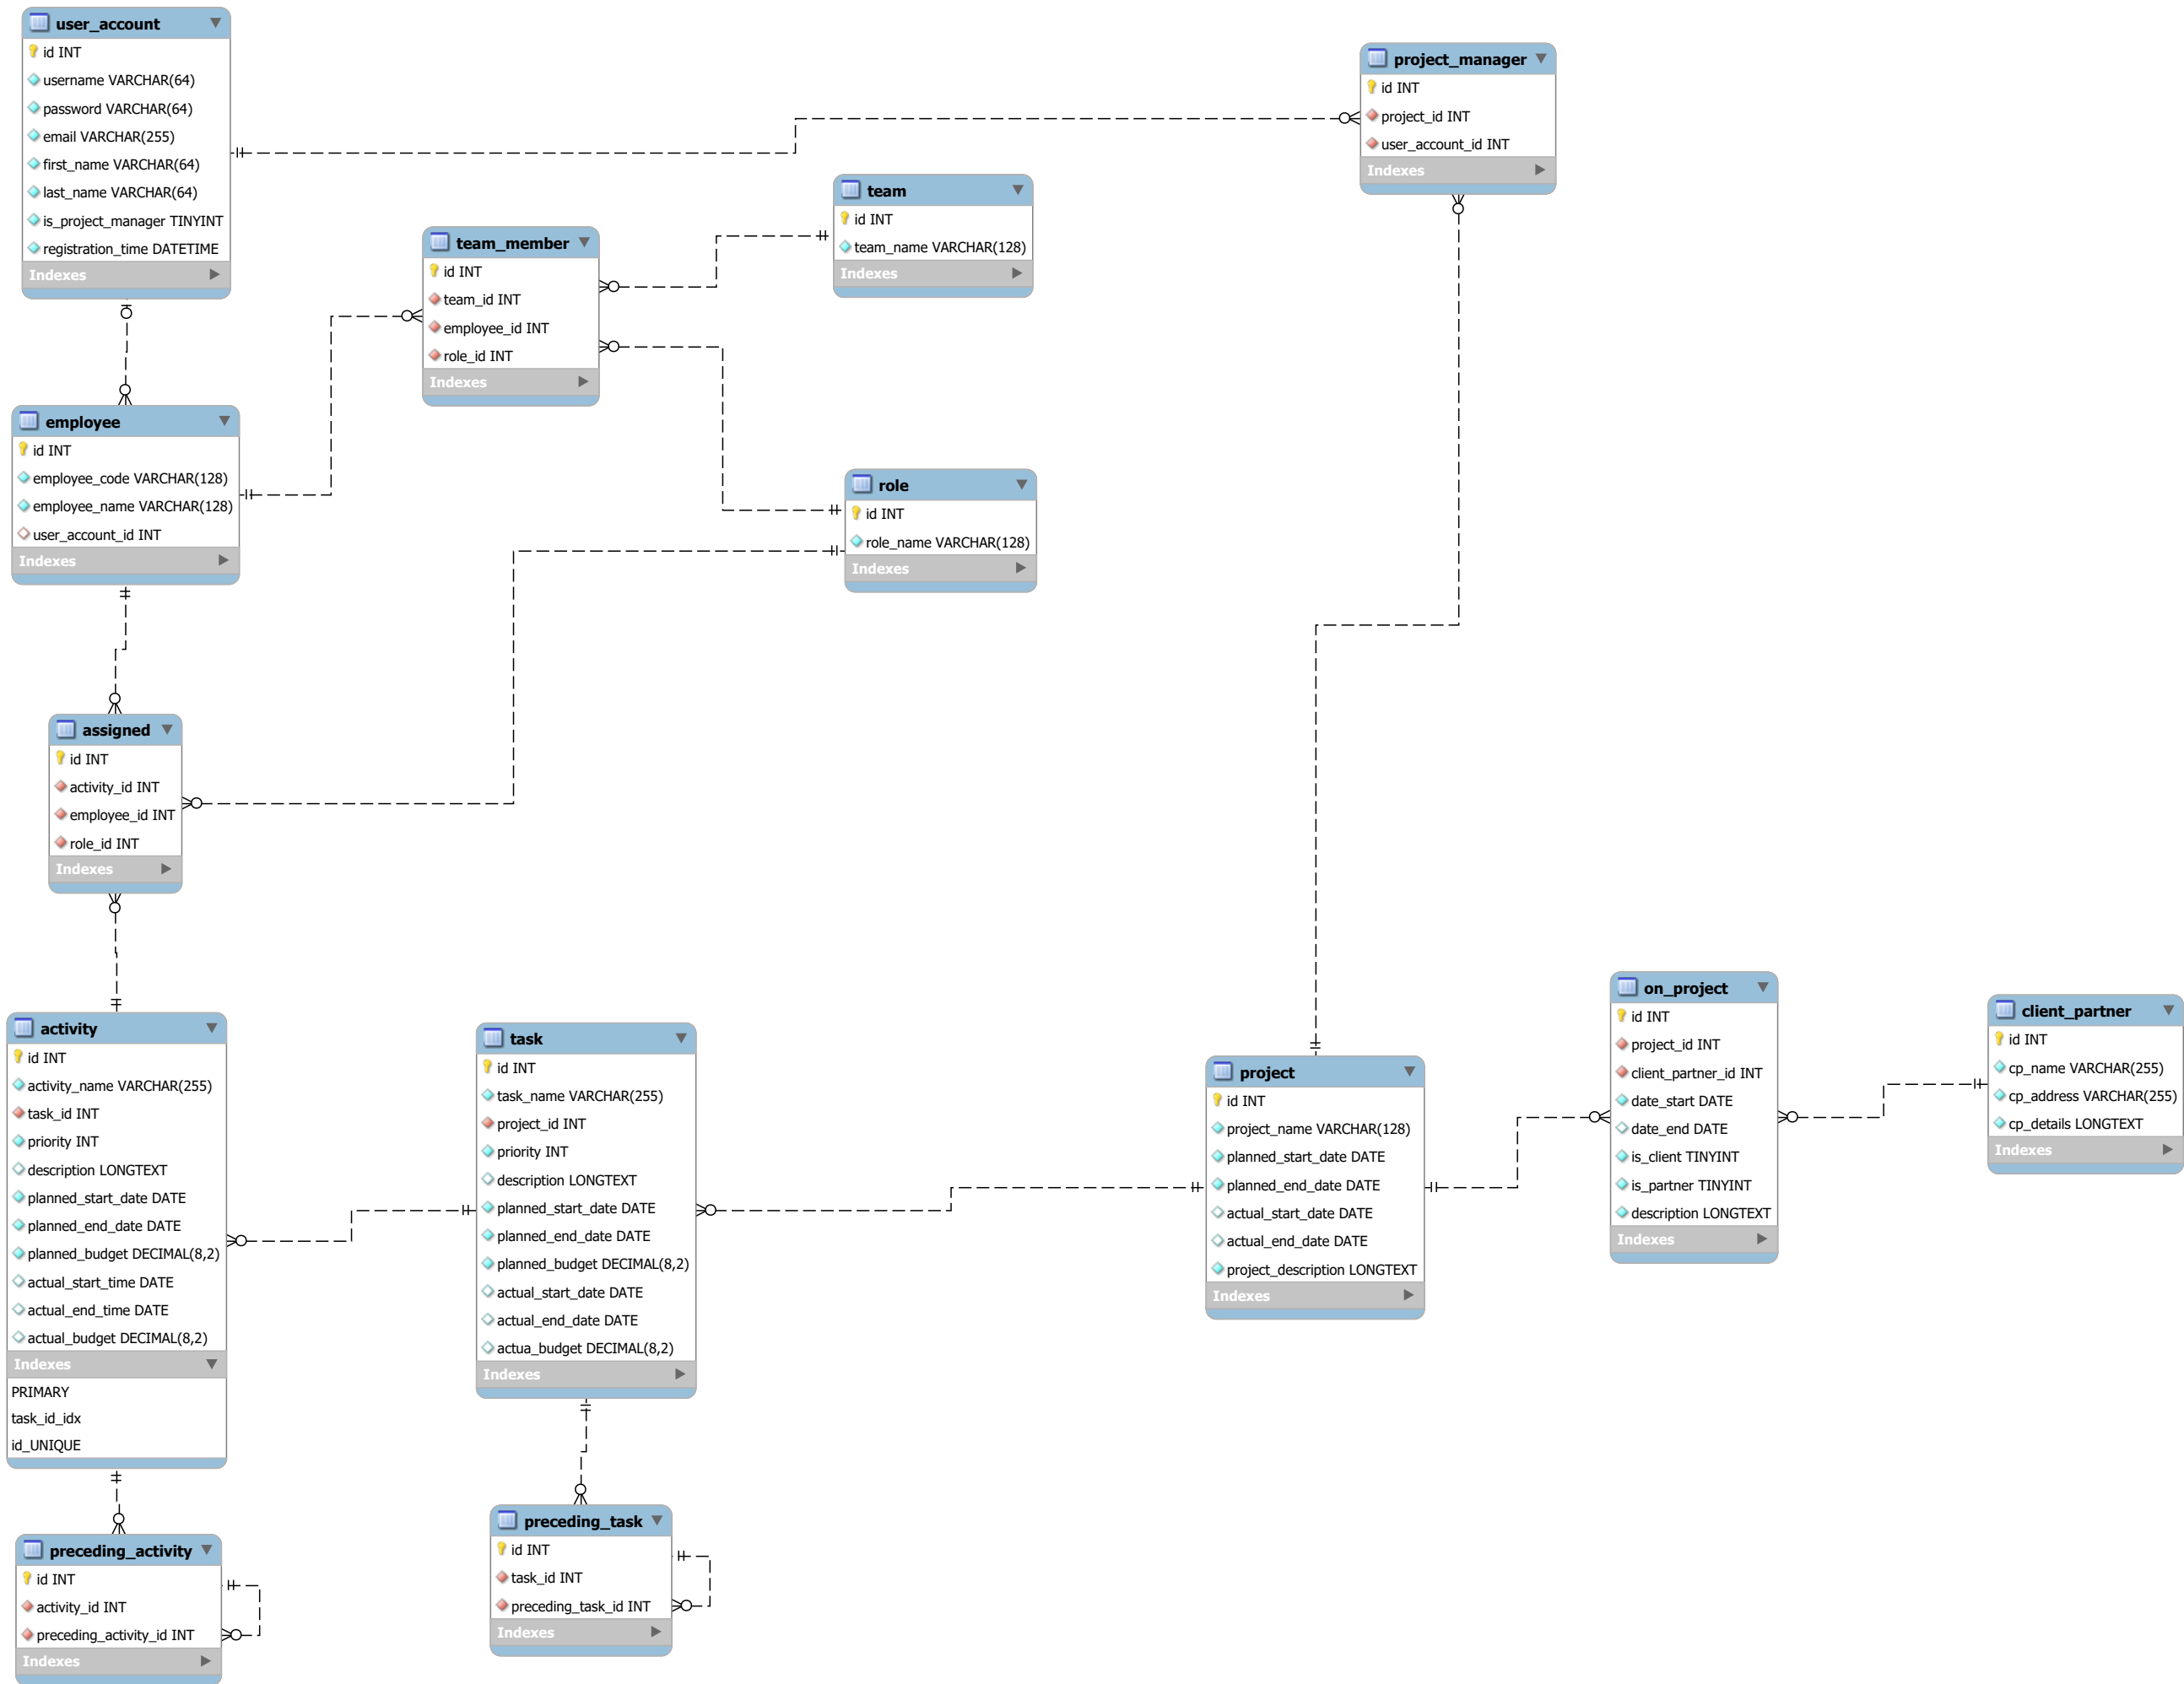 user_account
id INT
username VARCHAR(64)
password VARCHAR(64)
email VARCHAR(255)
first_name VARCHAR(64)
last_name VARCHAR(64)
is_project_manager TINYINT
registration_time DATETIME
Indexes
project_manager
id INT
project_id INT
user_account_id INT
Indexes
team
id INT
team_name VARCHAR(128)
Indexes
team_member
id INT
team_id INT
employee_id INT
role_id INT
Indexes
employee
id INT
employee_code VARCHAR(128)
employee_name VARCHAR(128)
user_account_id INT
Indexes
role
id INT
role_name VARCHAR(128)
Indexes
assigned
id INT
activity_id INT
employee_id INT
role_id INT
Indexes
activity
id INT
activity_name VARCHAR(255)
task_id INT
priority INT
description LONGTEXT
planned_start_date DATE
planned_end_date DATE
planned_budget DECIMAL(8,2)
actual_start_time DATE
actual_end_time DATE
actual_budget DECIMAL(8,2)
Indexes
PRIMARY
task_id_idx
id_UNIQUE
task
id INT
task_name VARCHAR(255)
project_id INT
priority INT
description LONGTEXT
planned_start_date DATE
planned_end_date DATE
planned_budget DECIMAL(8,2)
actual_start_date DATE
actual_end_date DATE
actua_budget DECIMAL(8,2)
Indexes
project
id INT
project_name VARCHAR(128)
planned_start_date DATE
planned_end_date DATE
actual_start_date DATE
actual_end_date DATE
project_description LONGTEXT
Indexes
on_project
id INT
project_id INT
client_partner_id INT
date_start DATE
date_end DATE
is_client TINYINT
is_partner TINYINT
description LONGTEXT
Indexes
client_partner
id INT
cp_name VARCHAR(255)
cp_address VARCHAR(255)
cp_details LONGTEXT
Indexes
preceding_activity
id INT
activity_id INT
preceding_activity_id INT
Indexes
preceding_task
id INT
task_id INT
preceding_task_id INT
Indexes